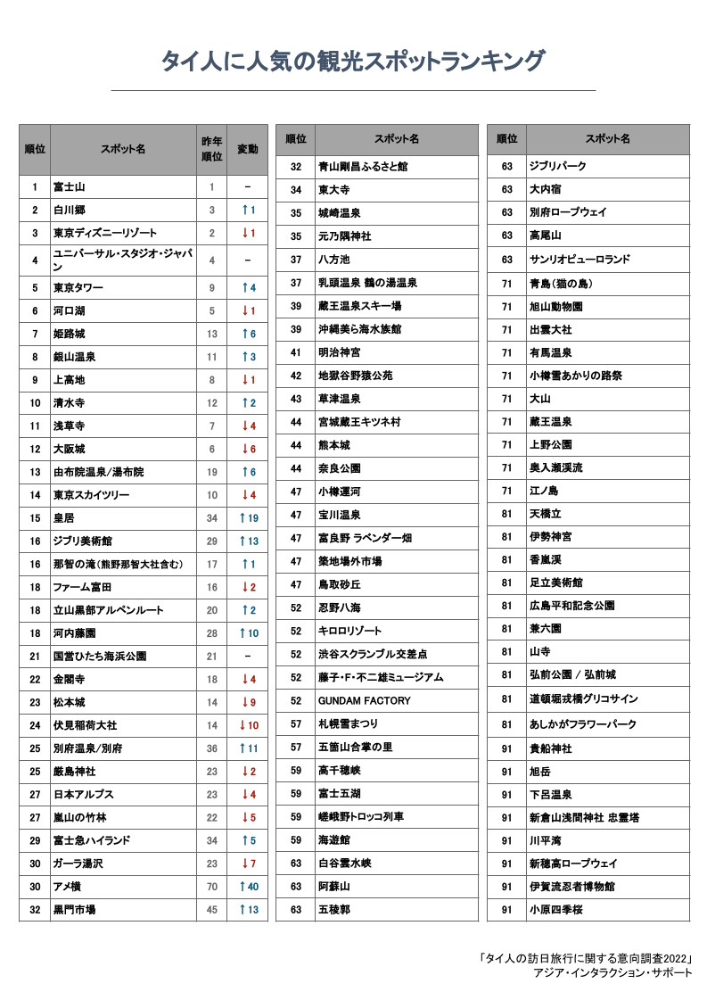 タイ人に人気の観光スポットランキング
順位 スポット名 昨年順位 変動
1 富士山 1 -
2 白川郷 3 ↑1
3 東京ディズニーリゾート 2 ↓1
4 ユニバーサル・スタジオ・ジャパン 4 -
5 東京タワー 9 ↑4
6 河口湖 5 ↓1
7 姫路城 13 ↑6
8 銀山温泉 11 ↑3
9 上高地 8 ↓1
10 清水寺 12 ↑2
11 浅草寺 7 ↓4
12 大阪城 6 ↓6
13 由布院温泉/湯布院 19 ↑6
14 東京スカイツリー 10 ↓4
15 皇居 34 ↑19
16 ジブリ美術館 29 ↑13
16 那智の滝（熊野那智大社含む） 17 ↑1
18 ファーム富田 16 ↓2
18 立山黒部アルペンルート 20 ↑2
18 河内藤園 28 ↑10
21 国営ひたち海浜公園 21 -
22 金閣寺 18 ↓4
23 松本城 14 ↓9
24 伏見稲荷大社 14 ↓10
25 別府温泉/別府 36 ↑11
25 厳島神社 23 ↓2
27 日本アルプス 23 ↓4
27 嵐山の竹林 22 ↓5
29 富士急ハイランド 34 ↑5
30 ガーラ湯沢 23 ↓7
30 アメ横 70 ↑40
32 黒門市場 45 ↑13
順位 スポット名
32 青山剛昌ふるさと館
34 東大寺
35 城崎温泉
35 元乃隅神社
37 八方池
37 乳頭温泉 鶴の湯温泉
39 蔵王温泉スキー場
39 沖縄美ら海水族館
41 明治神宮
42 地獄谷野猿公苑
43 草津温泉
44 宮城蔵王キツネ村
44 熊本城
44 奈良公園
47 小樽運河
47 宝川温泉
47 富良野 ラベンダー畑
47 築地場外市場
47 鳥取砂丘
52 忍野八海
52 キロロリゾート
52 渋谷スクランブル交差点
52 藤子・F・不二雄ミュージアム
52 GUNDAM FACTORY
57 札幌雪まつり
57 五箇山合掌の里
59 高千穂峡
59 富士五湖
59 嵯峨野トロッコ列車
59 海遊館
63 白谷雲水峡
63 阿蘇山
63 五稜郭
順位 スポット名
63 ジブリパーク
63 大内宿
63 別府ロープウェイ
63 高尾山
63 サンリオピューロランド
71 青島（猫の島）
71 旭山動物園
71 出雲大社
71 有馬温泉
71 小樽雪あかりの路祭
71 大山
71 蔵王温泉
71 上野公園
71 奥入瀬渓流
71 江ノ島
81 天橋立
81 伊勢神宮
81 香嵐渓
81 足立美術館
81 広島平和記念公園
81 兼六園
81 山寺
81 弘前公園 / 弘前城
81 道頓堀戎橋グリコサイン
81 あしかがフラワーパーク
91 貴船神社
91 旭岳
91 下呂温泉
91 新倉山浅間神社 忠霊塔
91 川平湾
91 新穂高ロープウェイ
91 伊賀流忍者博物館
91 小原四季桜
「タイ人の訪日旅行に関する意向調査2022」
アジア・インタラクション・サポート